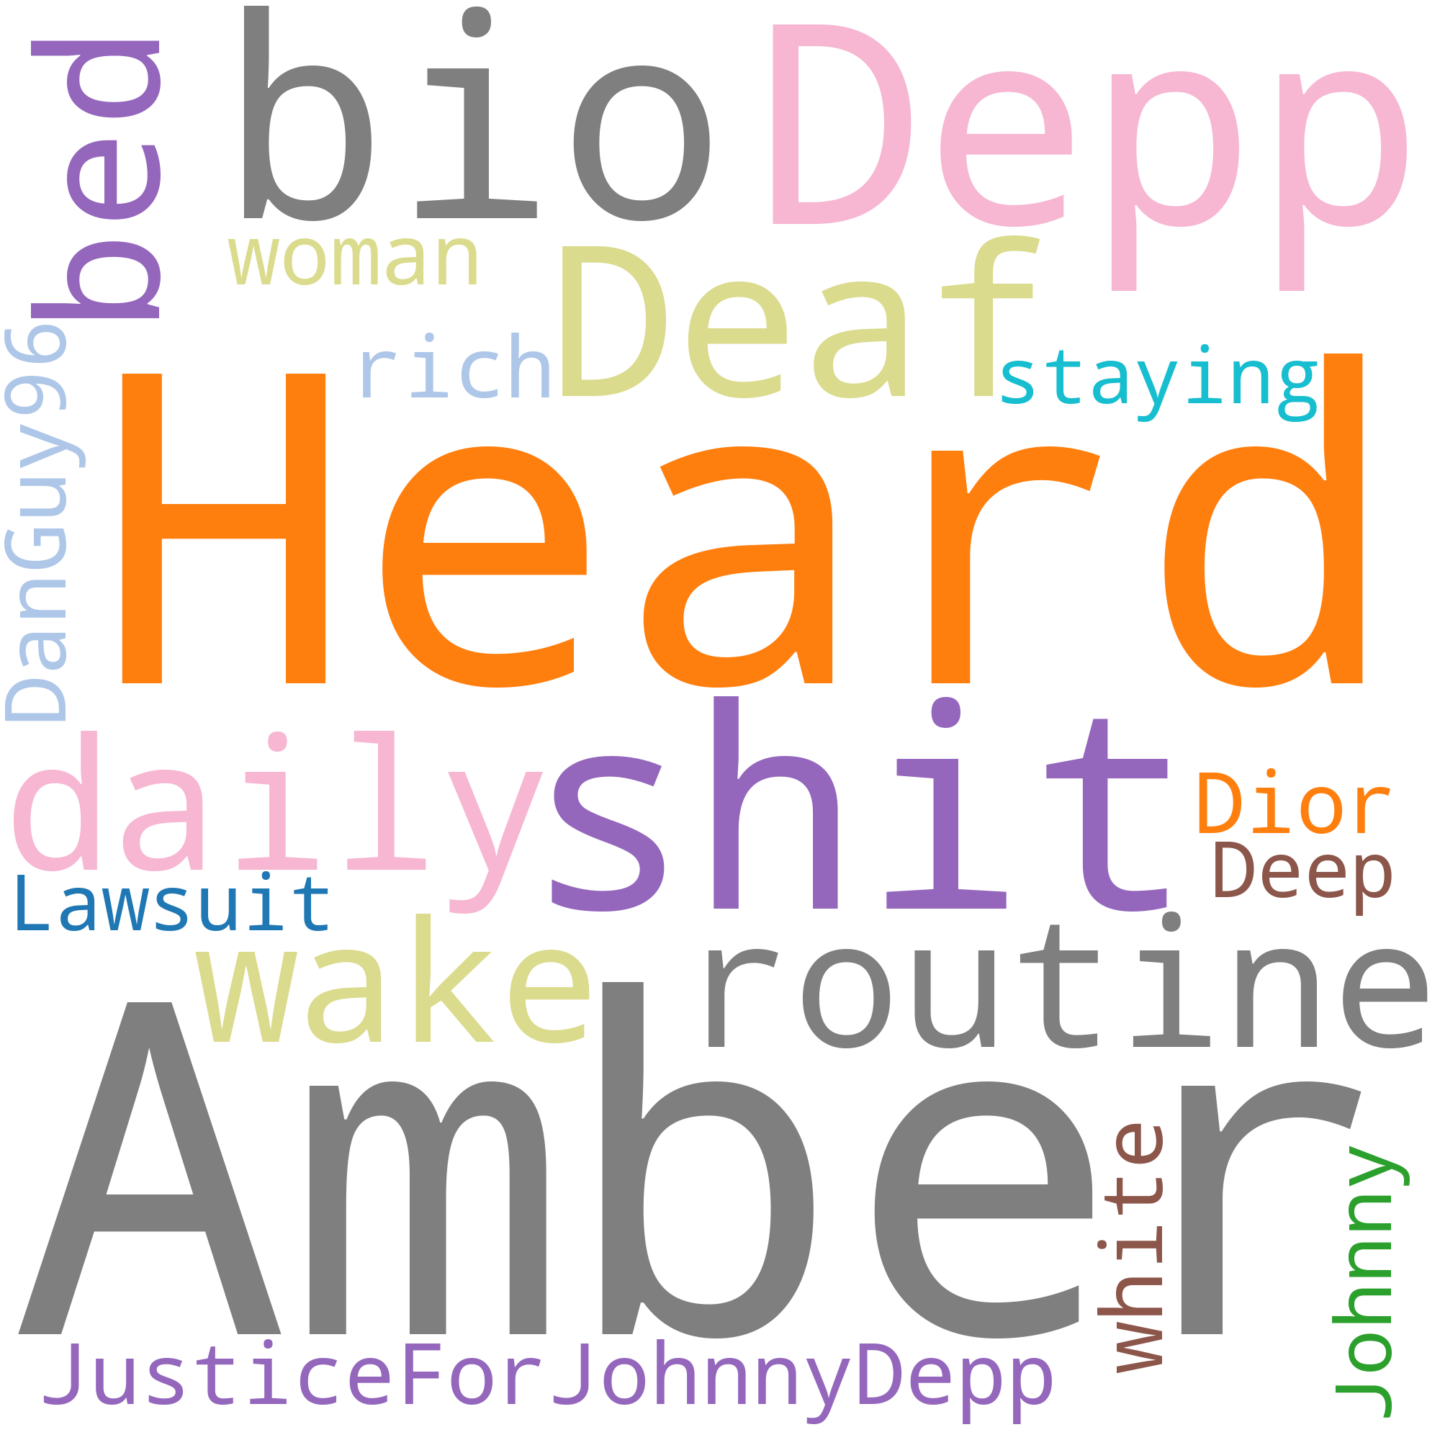 bed
bio
Depp
woman
Deaf
DanGuy96
rich
staying
Heard
daily
shit
Dior
Deep
Lawsuit
wake
routine
Amber
white
Johnny
JusticeForJohnnyDepp